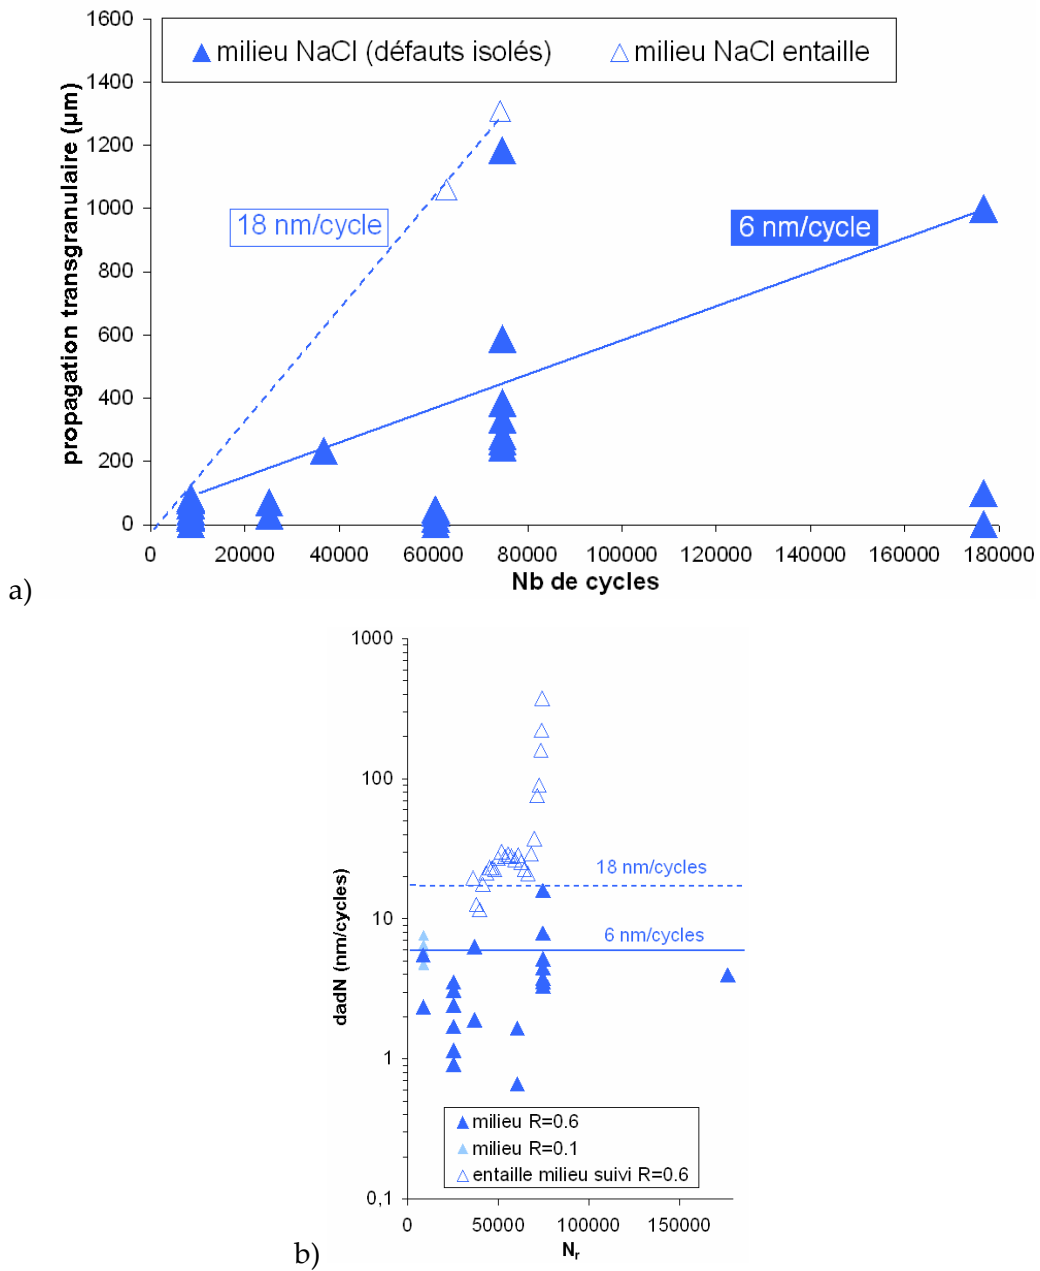 1600
1400
1200
1000
800
600
400
200
0
propagation transgranulaire (µm)
milieu NaCl (défauts isolés)
milieu NaCl entaille
18 nm/cycle
6 nm/cycle
0 20000 40000 60000 80000 100000 120000 140000 160000 180000
Nb de cycles
a)
1000
100
10
1
0,1
dadN (nm/cycles)
18 nm/cycles
6 nm/cycles
milieu R=0.6
milieu R=0.1
entaille milieu suivi R=0.6
0 50000 100000 150000
Nr
b)